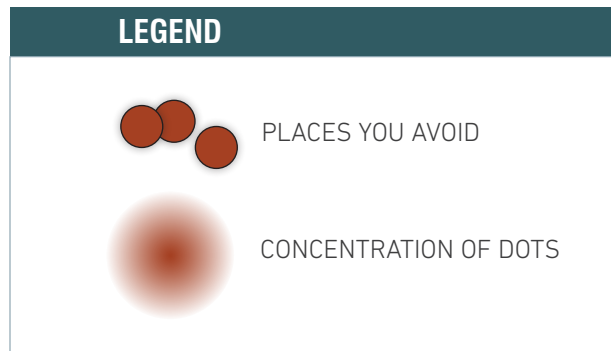 LEGEND
PLACES YOU AVOID
CONCENTRATION OF DOTS